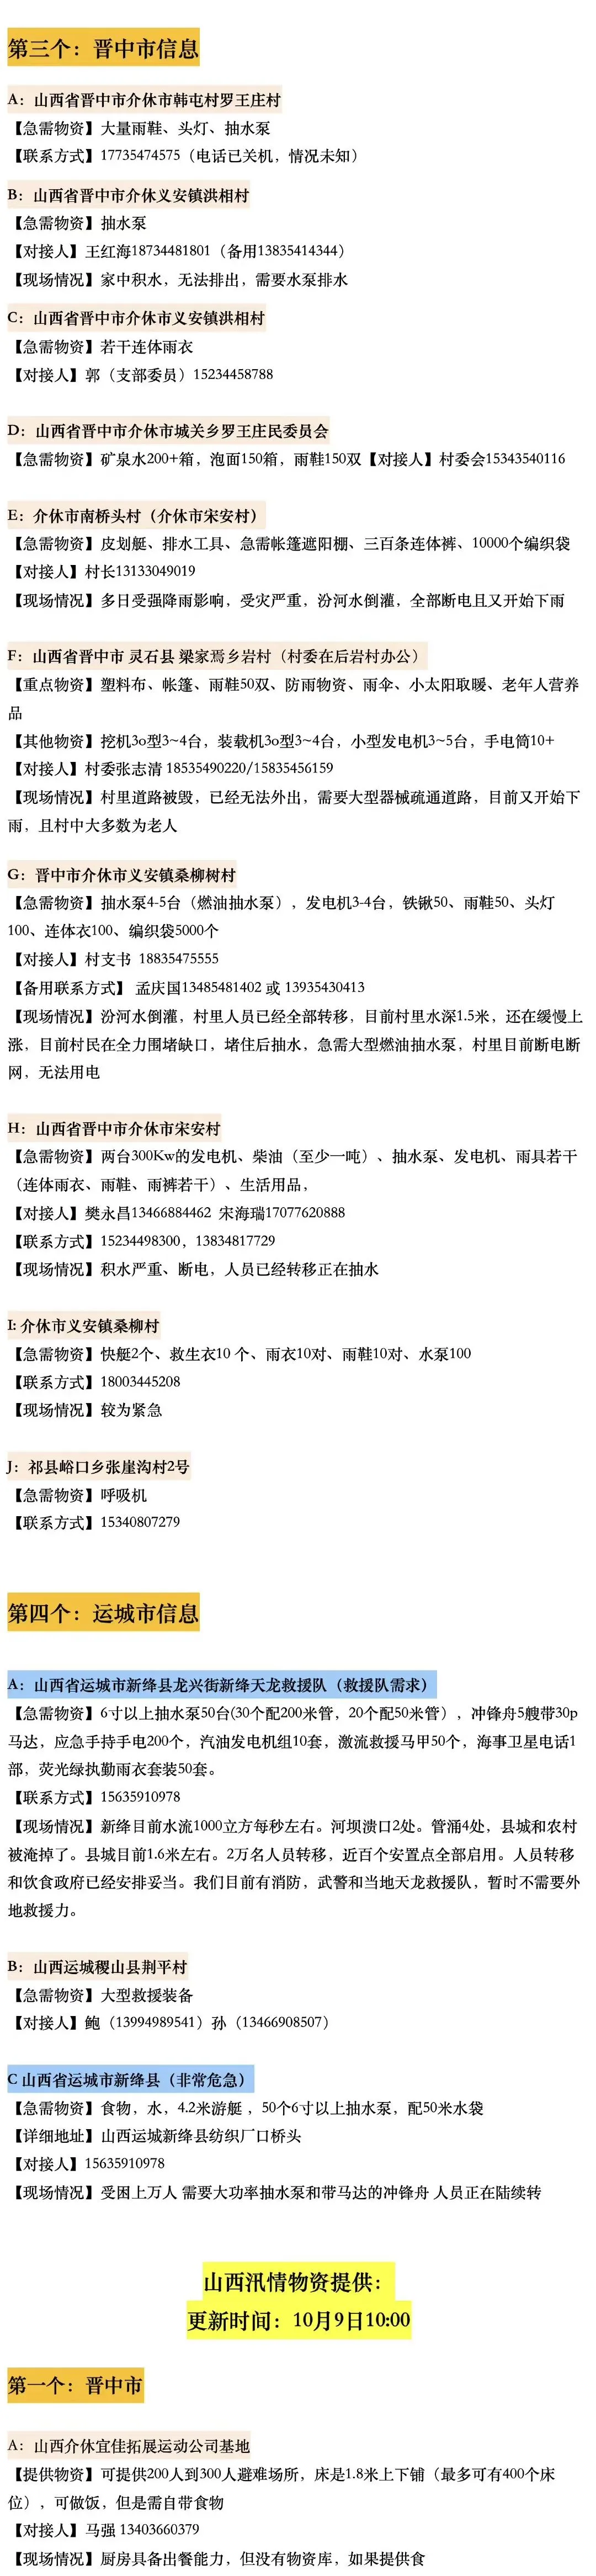 第三个：晋中市信息
A：山西省晋中市介休市韩屯村罗王庄村
【急需物资】大量雨鞋、头灯、抽水泵
【联系方式】17735474575（电话已关机，情况未知）
B：山西省晋中市介休义安镇洪相村
【急需物资】抽水泵
【对接人】王红海18734481801（备用13835414344）
【现场情况】家中积水，无法排出，需要水泵排水
C：山西省晋中市介休市义安镇洪相村
【急需物资】若干连体雨衣
【对接人】郭（支部委员）15234458788
D：山西省晋中市介休市城关乡罗王庄民委员会
【急需物资】矿泉水200+箱，泡面150箱，雨鞋150双【对接人】村委会15343540116
E：介休市南桥头村（介休市宋安村）
【急需物资】皮划艇、排水工具、急需帐篷遮阳棚、三百条连体裤、10000个编织袋
【对接人】村长13133049019
【现场情况】多日受强降雨影响，受灾严重，汾河水倒灌，全部断电且又开始下雨
F：山西省晋中市 灵石县 梁家焉乡岩村（村委在后岩村办公）
【重点物资】塑料布、帐篷、雨鞋50双、防雨物资、雨伞、小太阳取暖、老年人营养
品
【其他物资】挖机3o型3~4台，装载机3o型3~4台，小型发电机3~5台，手电筒10+
【对接人】村委张志清 18535490220/15835456159
【现场情况】村里道路被毁，已经无法外出，需要大型器械疏通道路，目前又开始下
雨，且村中大多数为老人
G：晋中市介休市义安镇桑柳树村
【急需物资】抽水泵4-5台（燃油抽水泵），发电机3-4台，铁锹50、雨鞋50、头灯
100、连体衣100、编织袋5000个
【对接人】村支书 18835475555
【备用联系方式】 孟庆国13485481402 或 13935430413
【现场情况】汾河水倒灌，村里人员已经全部转移，目前村里水深1.5米，还在缓慢上
涨，目前村民在全力围堵缺口，堵住后抽水，急需大型燃油抽水泵，村里目前断电断
网，无法用电
H：山西省晋中市介休市宋安村
【急需物资】两台300Kw的发电机、柴油（至少一吨）、抽水泵、发电机、雨具若干
（连体雨衣、雨鞋、雨裤若干）、生活用品，
【对接人】樊永昌13466884462 宋海瑞17077620888
【联系方式】15234498300，13834817729
【现场情况】积水严重、断电，人员已经转移正在抽水
I: 介休市义安镇桑柳村
【急需物资】快艇2个、救生衣10 个、雨衣10对、雨鞋10对、水泵100
【联系方式】18003445208
【现场情况】较为紧急
J：祁县峪口乡张崖沟村2号
【急需物资】呼吸机
【联系方式】15340807279
第四个：运城市信息
A：山西省运城市新绛县龙兴街新绛天龙救援队（救援队需求）
【急需物资】6寸以上抽水泵50台(30个配200米管，20个配50米管），冲锋舟5艘带30p
马达，应急手持手电200个，汽油发电机组10套，激流救援马甲50个，海事卫星电话1
部，荧光绿执勤雨衣套装50套。
【联系方式】15635910978
【现场情况】新绛目前水流1000立方每秒左右。河坝溃口2处。管涌4处，县城和农村
被淹掉了。县城目前1.6米左右。2万名人员转移，近百个安置点全部启用。人员转移
和饮食政府已经安排妥当。我们目前有消防，武警和当地天龙救援队，暂时不需要外
地救援力。
B：山西运城稷山县荆平村
【急需物资】大型救援装备
【对接人】鲍（13994989541）孙（13466908507）
C 山西省运城市新绛县（非常危急）
【急需物资】食物，水，4.2米游艇 ，50个6寸以上抽水泵，配50米水袋
【详细地址】山西运城新绛县纺织厂口桥头
【对接人】15635910978
【现场情况】受困上万人 需要大功率抽水泵和带马达的冲锋舟 人员正在陆续转
山西汛情物资提供：
更新时间：10月9日10:00
第一个：晋中市
A：山西介休宜佳拓展运动公司基地
【提供物资】可提供200人到300人避难场所，床是1.8米上下铺（最多可有400个床
位），可做饭，但是需自带食物
【对接人】马强 13403660379
【现场情况】厨房具备出餐能力，但没有物资库，如果提供食